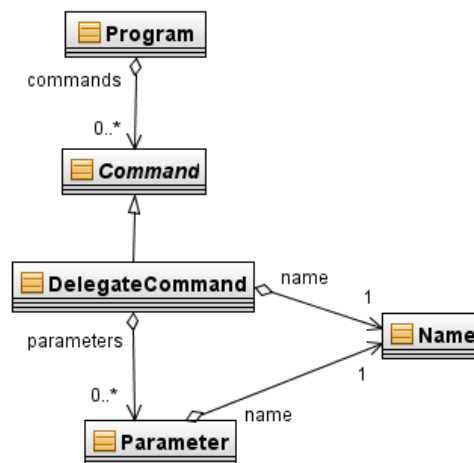 Program
commands
0..*
Command
DelegateCommand
name
1
parameters
Name
1
0..*
name
Parameter